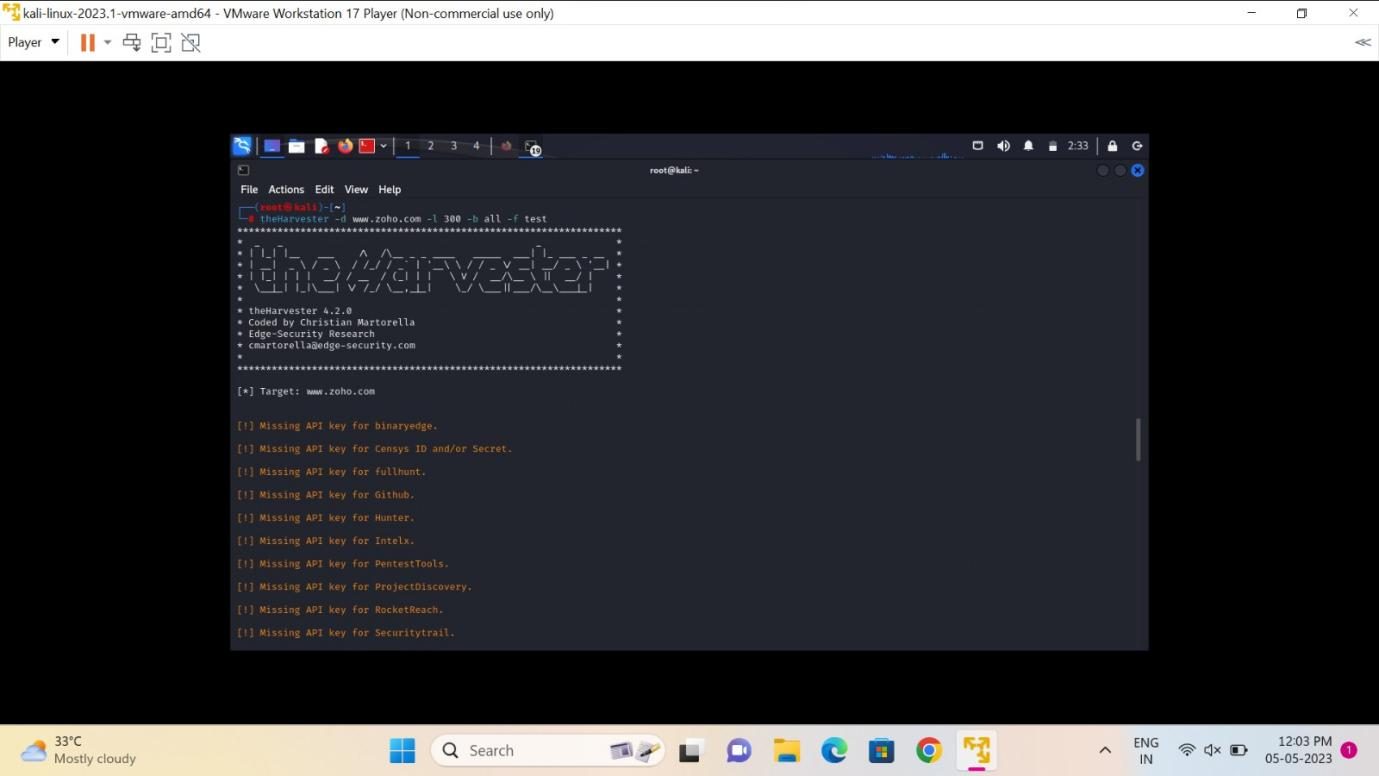 kali-linux-2023.1-vmware-amd64 - VMware Workstation 17 Player (Non-commercial use only)
Player
1 2 3 4
19
2:33
root@kali: ~
File Actions Edit View Help
(root㉿kali)-[~]
# theHarvester -d www.zoho.com -l 300 -b all -f test
*******************************************************************
theHarvester
* theHarvester 4.2.0 *
* Coded by Christian Martorella *
* Edge-Security Research *
* cmartorella@edge-security.com *
* *
*******************************************************************
[*] Target: www.zoho.com
[!] Missing API key for binaryedge.
[!] Missing API key for Censys ID and/or Secret.
[!] Missing API key for fullhunt.
[!] Missing API key for Github.
[!] Missing API key for Hunter.
[!] Missing API key for Intelx.
[!] Missing API key for PentestTools.
[!] Missing API key for ProjectDiscovery.
[!] Missing API key for RocketReach.
[!] Missing API key for Securitytrail.
33°C
Mostly cloudy
Search
ENG
IN
12:03 PM
05-05-2023
1